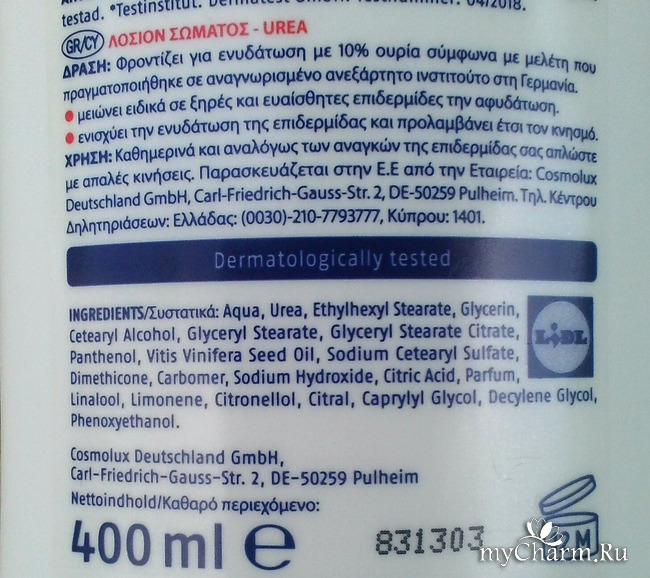 testad. *Testinstitut: Dermatest GmbH. Testnummer: 04/2018.
GR/CY ΛΟΣΙΟΝ ΣΩΜΑΤΟΣ - UREA
ΔΡΑΣΗ: Φροντίζει για ενυδάτωση με 10% ουρία σύμφωνα με μελέτη που
πραγματοποιήθηκε σε αναγνωρισμένο ανεξάρτητο ινστιτούτο στη Γερμανία.
• μειώνει ειδικά σε ξηρές και ευαίσθητες επιδερμίδες την αφυδάτωση.
• ενισχύει την ενυδάτωση της επιδερμίδας και προλαμβάνει έτσι τον κνησμό.
ΧΡΗΣΗ: Καθημερινά και αναλόγως των αναγκών της επιδερμίδας σας απλώστε
με απαλές κινήσεις. Παρασκευάζεται στην Ε.Ε από την Εταιρεία: Cosmolux
Deutschland GmbH, Carl-Friedrich-Gauss-Str. 2, DE-50259 Pulheim. Τηλ. Κέντρου
Δηλητηριάσεων: Ελλάδας: (0030)-210-7793777, Κύπρου: 1401.
Dermatologically tested
INGREDIENTS/Συστατικά: Aqua, Urea, Ethylhexyl Stearate, Glycerin,
Cetearyl Alcohol, Glyceryl Stearate, Glyceryl Stearate Citrate,
Panthenol, Vitis Vinifera Seed Oil, Sodium Cetearyl Sulfate,
Dimethicone, Carbomer, Sodium Hydroxide, Citric Acid, Parfum,
Linalool, Limonene, Citronellol, Citral, Caprylyl Glycol, Decylene Glycol,
Phenoxyethanol.
LIDL
Cosmolux Deutschland GmbH,
Carl-Friedrich-Gauss-Str. 2, DE-50259 Pulheim
Nettoindhold/Καθαρό περιεχόμενο:
400 ml e
831303
myCharm.Ru